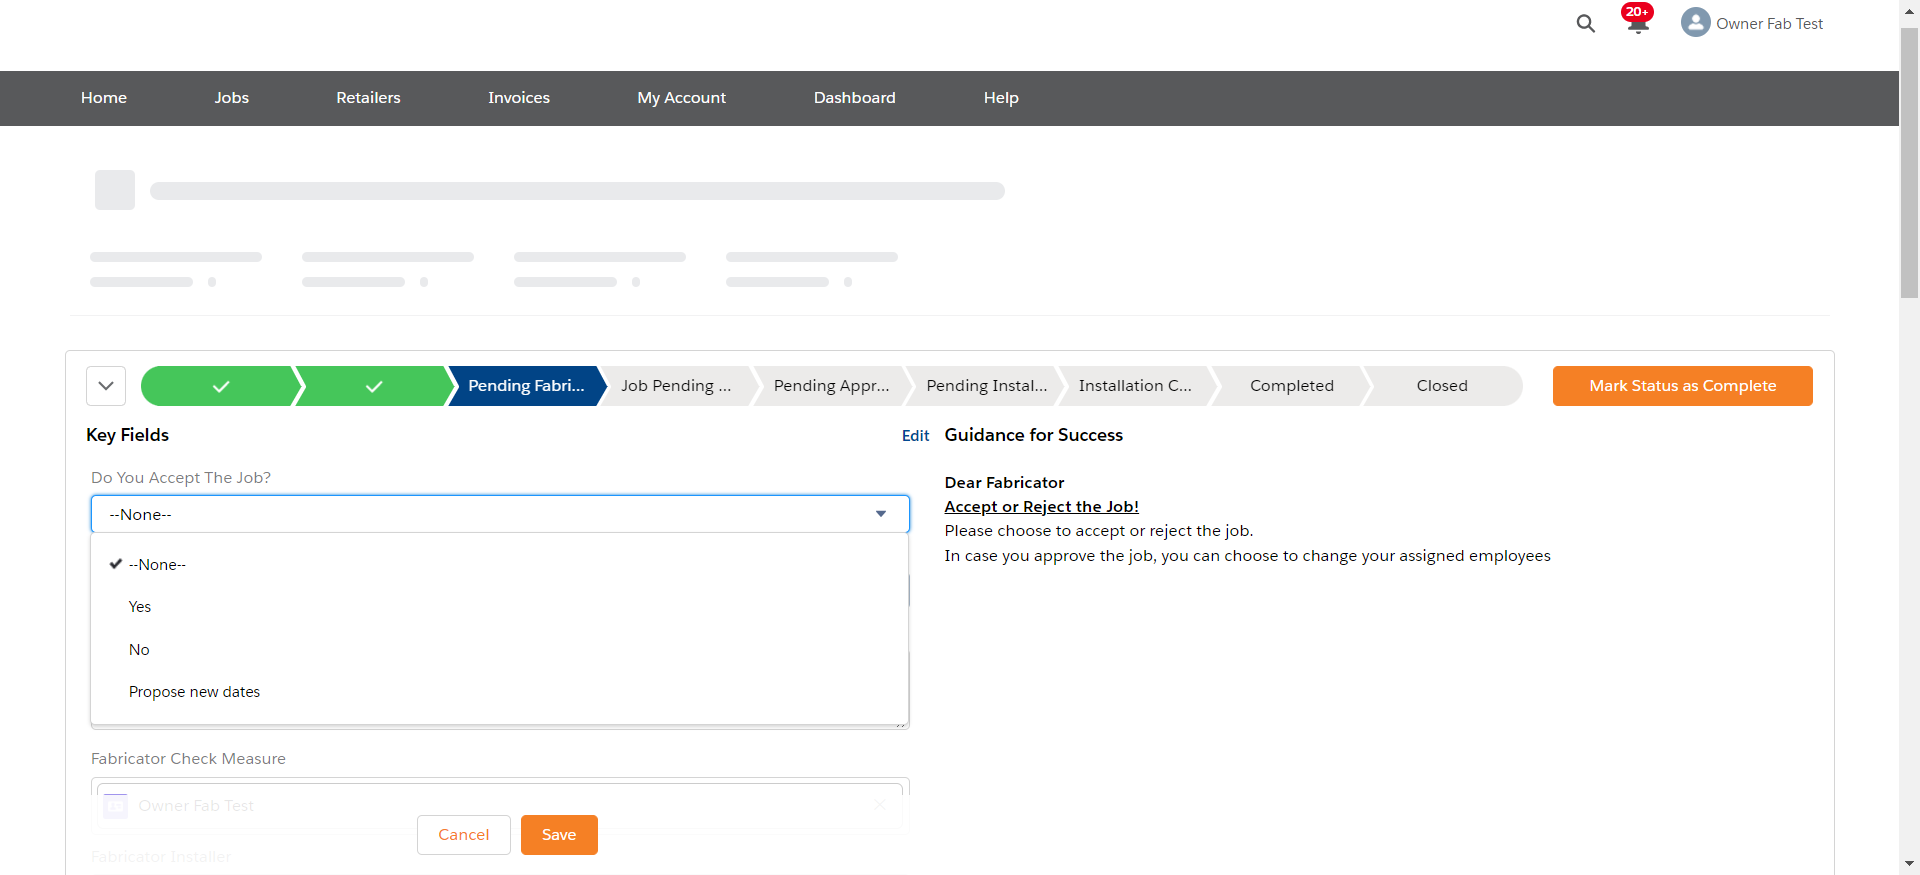 20+
Owner Fab Test
Home
Jobs
Retailers
Invoices
My Account
Dashboard
Help
Pending Fabri...
Job Pending ...
Pending Appr...
Pending Instal...
Installation C...
Completed
Closed
Mark Status as Complete
Key Fields
Edit
Guidance for Success
Do You Accept The Job?
--None--
--None--
Yes
No
Propose new dates
Dear Fabricator
Accept or Reject the Job!
Please choose to accept or reject the job.
In case you approve the job, you can choose to change your assigned employees
Fabricator Check Measure
Owner Fab Test
Cancel
Save
Fabricator Installer